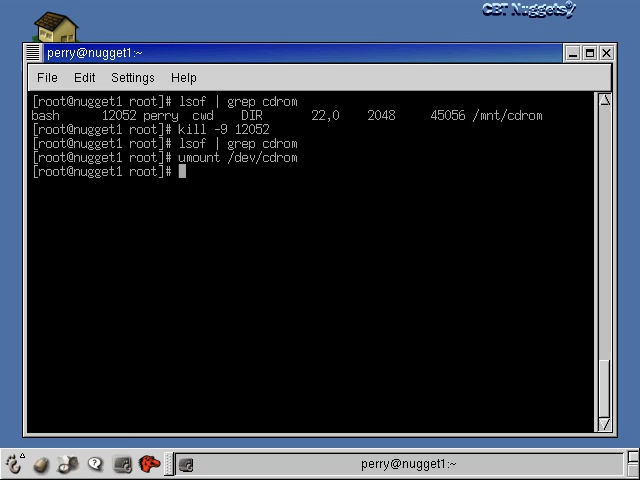 CBT Nuggets
perry@nugget1:~
File Edit Settings Help
[root@nugget1 root]# lsof | grep cdrom
bash 12052 perry cwd DIR 22,0 2048 45056 /mnt/cdrom
[root@nugget1 root]# kill -9 12052
[root@nugget1 root]# lsof | grep cdrom
[root@nugget1 root]# umount /dev/cdrom
[root@nugget1 root]#
perry@nugget1:~